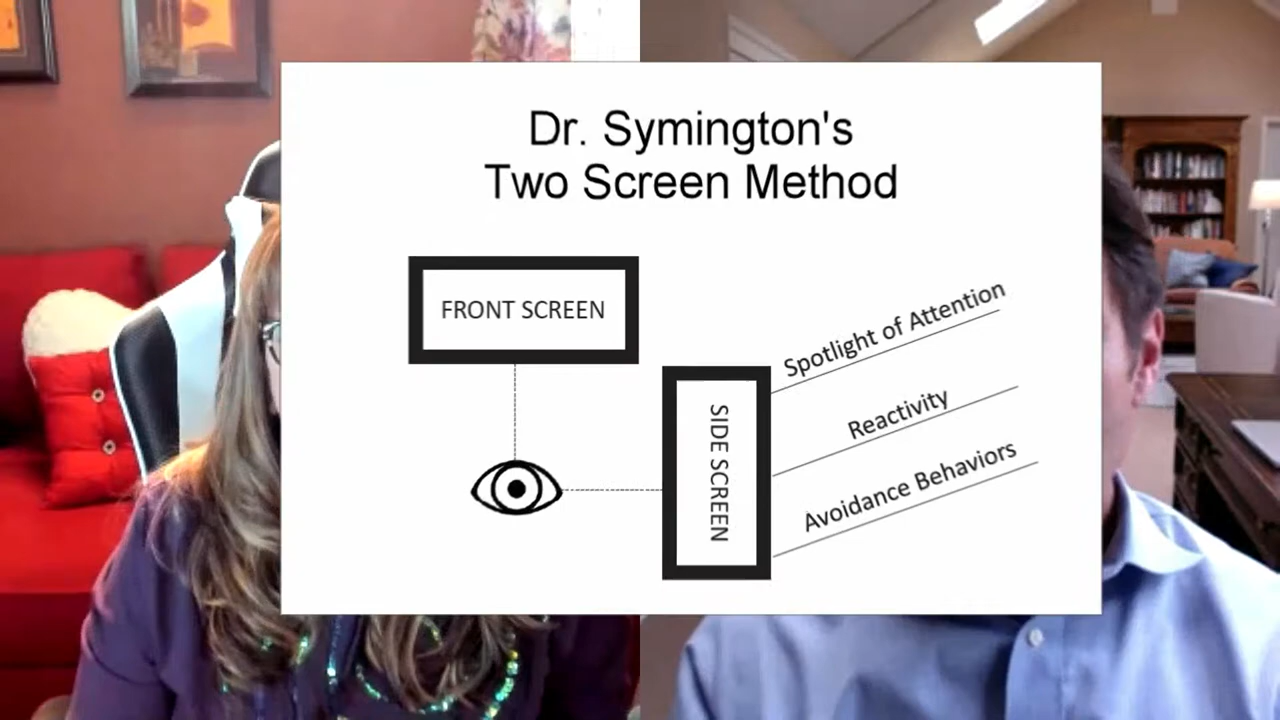 Dr. Symington's
Two Screen Method
FRONT SCREEN
Spotlight of Attention
SIDE SCREEN
Reactivity
Avoidance Behaviors